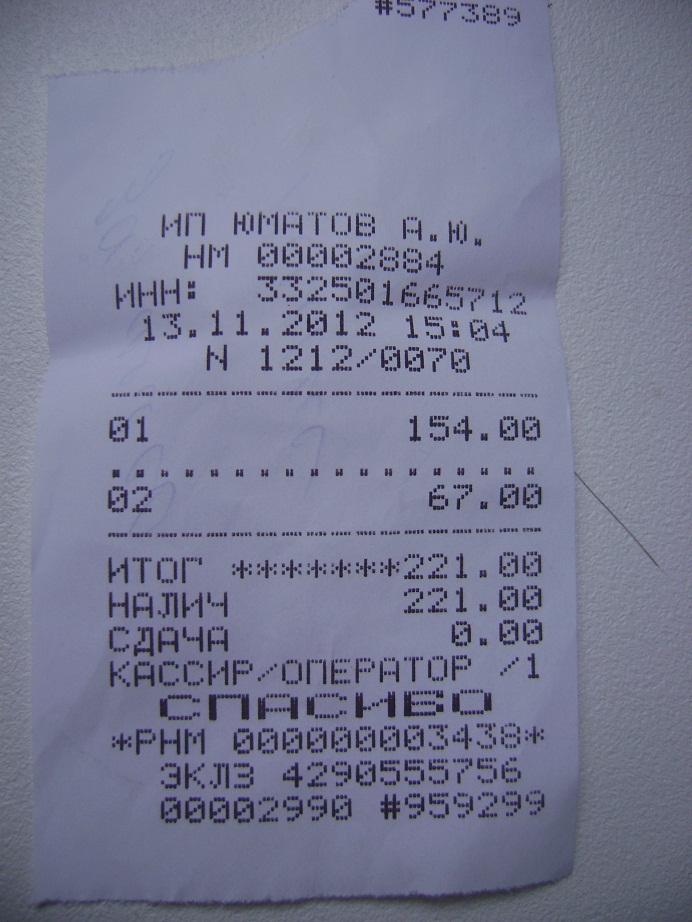 #577389
ИП ЮМАТОВ А.Ю.
НМ 00002884
ИНН: 332501665712
13.11.2012 15:04
N 1212/0070
01 154.00
02 67.00
ИТОГ *******221.00
НАЛИЧ 221.00
СДАЧА 0.00
КАССИР/ОПЕРАТОР /1
СПАСИБО
*РНМ 000000003438*
ЭКЛЗ 4290555756
00002990 #959299